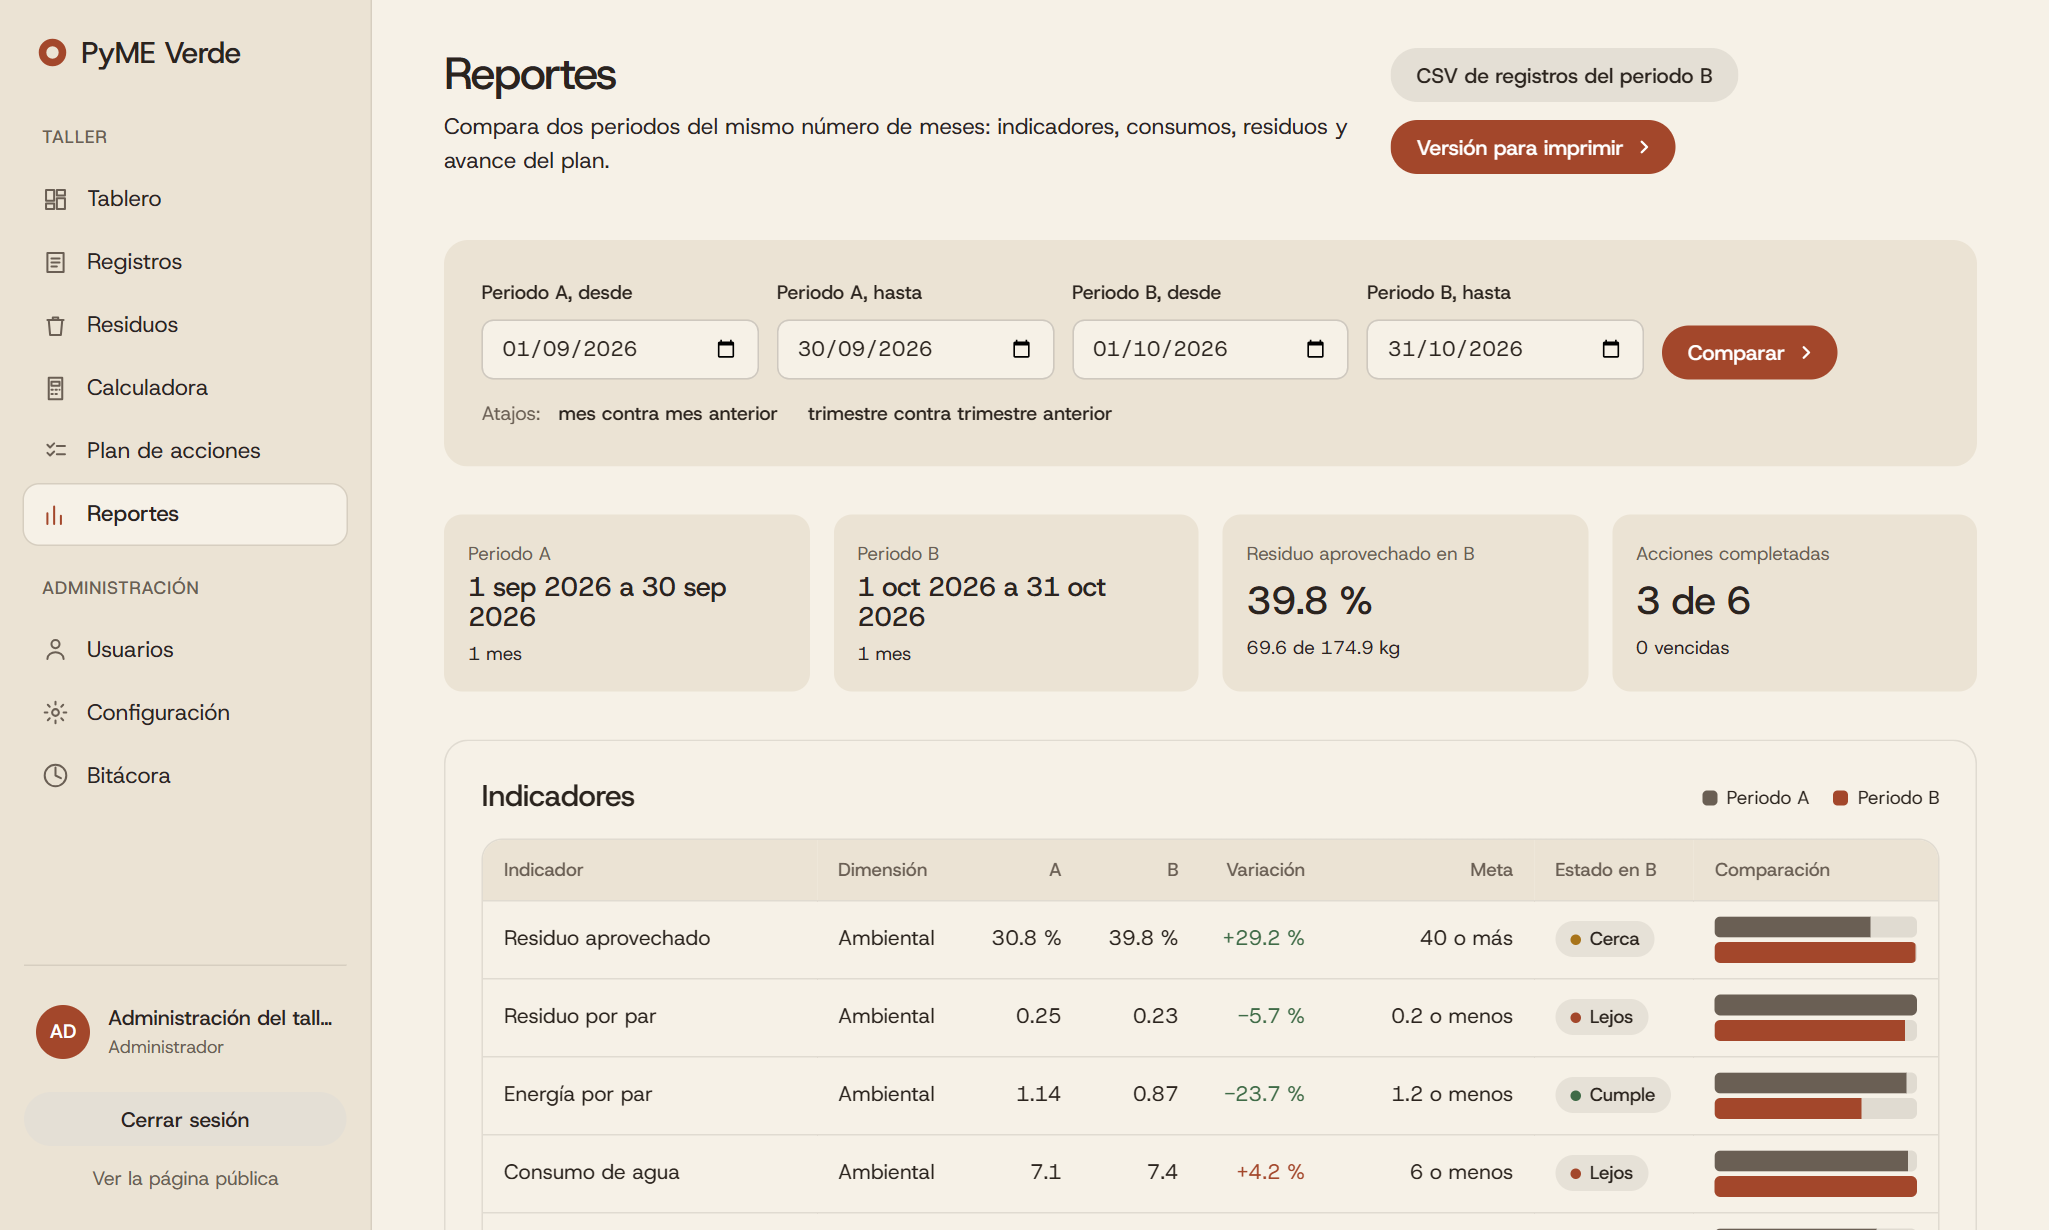 PyME Verde
TALLER
Tablero
Registros
Residuos
Calculadora
Plan de acciones
Reportes
ADMINISTRACIÓN
Usuarios
Configuración
Bitácora
AD
Administración del tall...
Administrador
Cerrar sesión
Ver la página pública
Reportes
Compara dos periodos del mismo número de meses: indicadores, consumos, residuos y
avance del plan.
CSV de registros del periodo B
Versión para imprimir
Periodo A, desde
Periodo A, hasta
Periodo B, desde
Periodo B, hasta
01/09/2026
30/09/2026
01/10/2026
31/10/2026
Comparar
Atajos: mes contra mes anterior trimestre contra trimestre anterior
Periodo A
1 sep 2026 a 30 sep
2026
1 mes
Periodo B
1 oct 2026 a 31 oct
2026
1 mes
Residuo aprovechado en B
39.8 %
69.6 de 174.9 kg
Acciones completadas
3 de 6
0 vencidas
Indicadores
Periodo A Periodo B
Indicador Dimensión A B Variación Meta Estado en B Comparación
Residuo aprovechado Ambiental 30.8 % 39.8 % +29.2 % 40 o más Cerca
Residuo por par Ambiental 0.25 0.23 −5.7 % 0.2 o menos Lejos
Energía por par Ambiental 1.14 0.87 −23.7 % 1.2 o menos Cumple
Consumo de agua Ambiental 7.1 7.4 +4.2 % 6 o menos Lejos